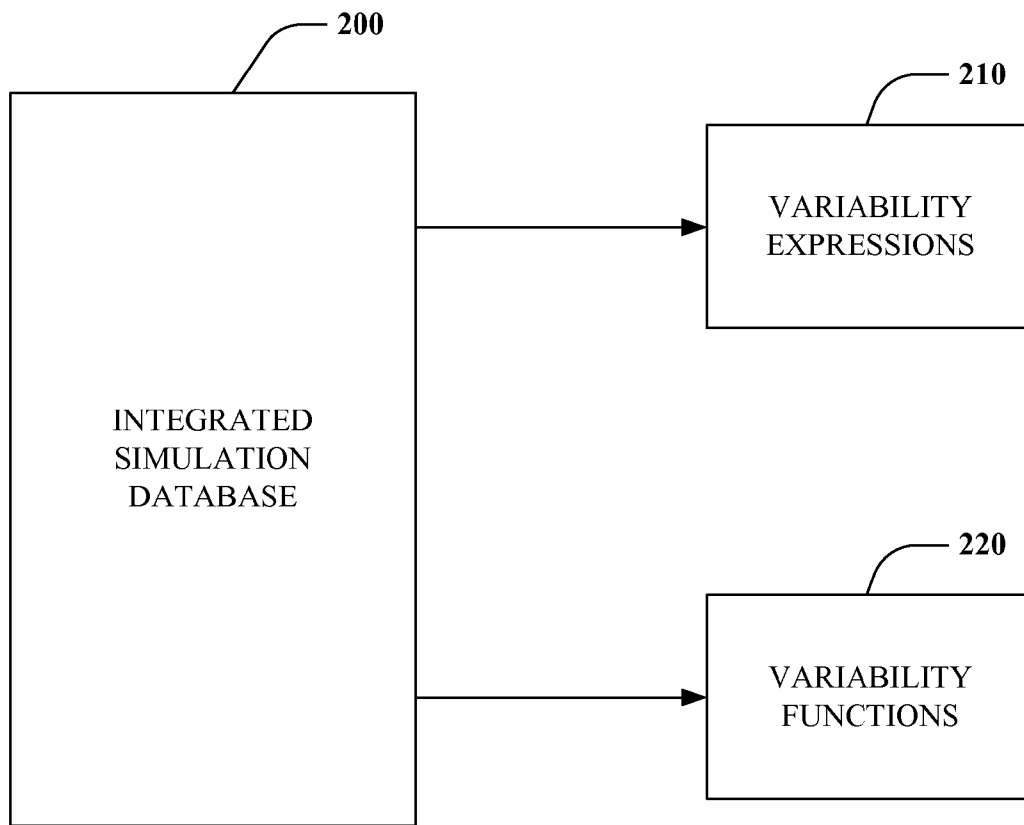 200
210
VARIABILITY
EXPRESSIONS
INTEGRATED
SIMULATION
DATABASE
220
VARIABILITY
FUNCTIONS